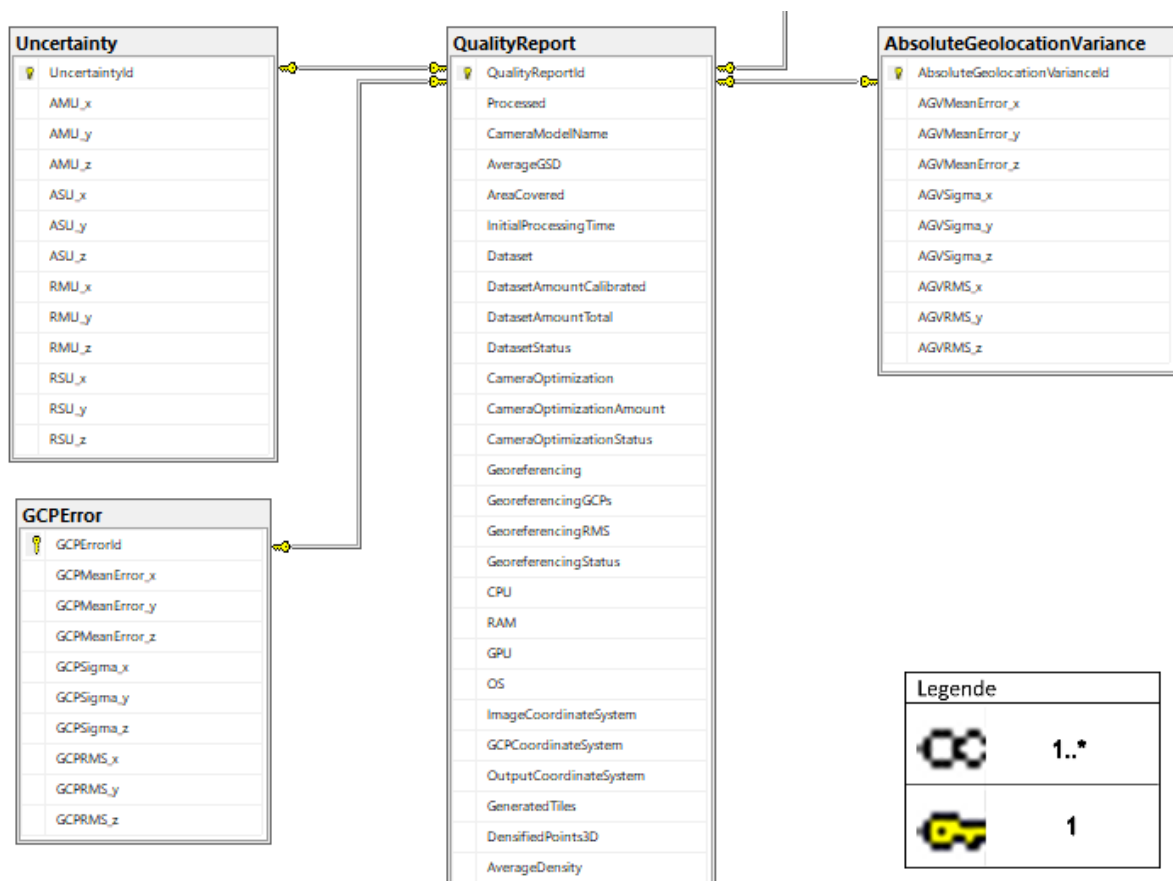 Uncertainty
UncertaintyId
AMU_x
AMU_y
AMU_z
ASU_x
ASU_y
ASU_z
RMU_x
RMU_y
RMU_z
RSU_x
RSU_y
RSU_z
GCPError
GCPErrorId
GCPMeanError_x
GCPMeanError_y
GCPMeanError_z
GCPSigma_x
GCPSigma_y
GCPSigma_z
GCPRMS_x
GCPRMS_y
GCPRMS_z
QualityReport
QualityReportId
Processed
CameraModelName
AverageGSD
AreaCovered
InitialProcessingTime
Dataset
DatasetAmountCalibrated
DatasetAmountTotal
DatasetStatus
CameraOptimization
CameraOptimizationAmount
CameraOptimizationStatus
Georeferencing
GeoreferencingGCPs
GeoreferencingRMS
GeoreferencingStatus
CPU
RAM
GPU
OS
ImageCoordinateSystem
GCPCoordinateSystem
OutputCoordinateSystem
GeneratedTiles
DensifiedPoints3D
AverageDensity
AbsoluteGeolocationVariance
AbsoluteGeolocationVarianceId
AGVMeanError_x
AGVMeanError_y
AGVMeanError_z
AGVSigma_x
AGVSigma_y
AGVSigma_z
AGVRMS_x
AGVRMS_y
AGVRMS_z
Legende
1..*
1